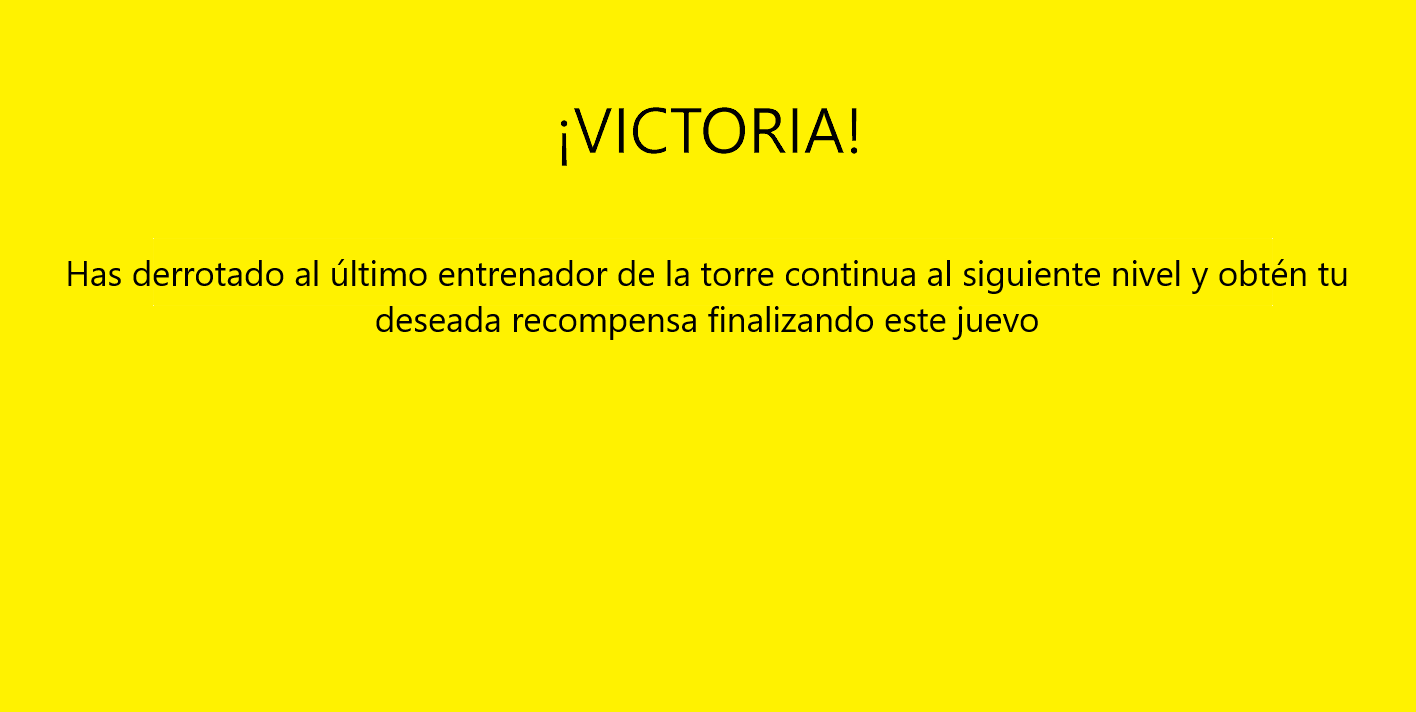 ¡VICTORIA!
Has derrotado al último entrenador de la torre continua al siguiente nivel y obtén tu
deseada recompensa finalizando este juevo